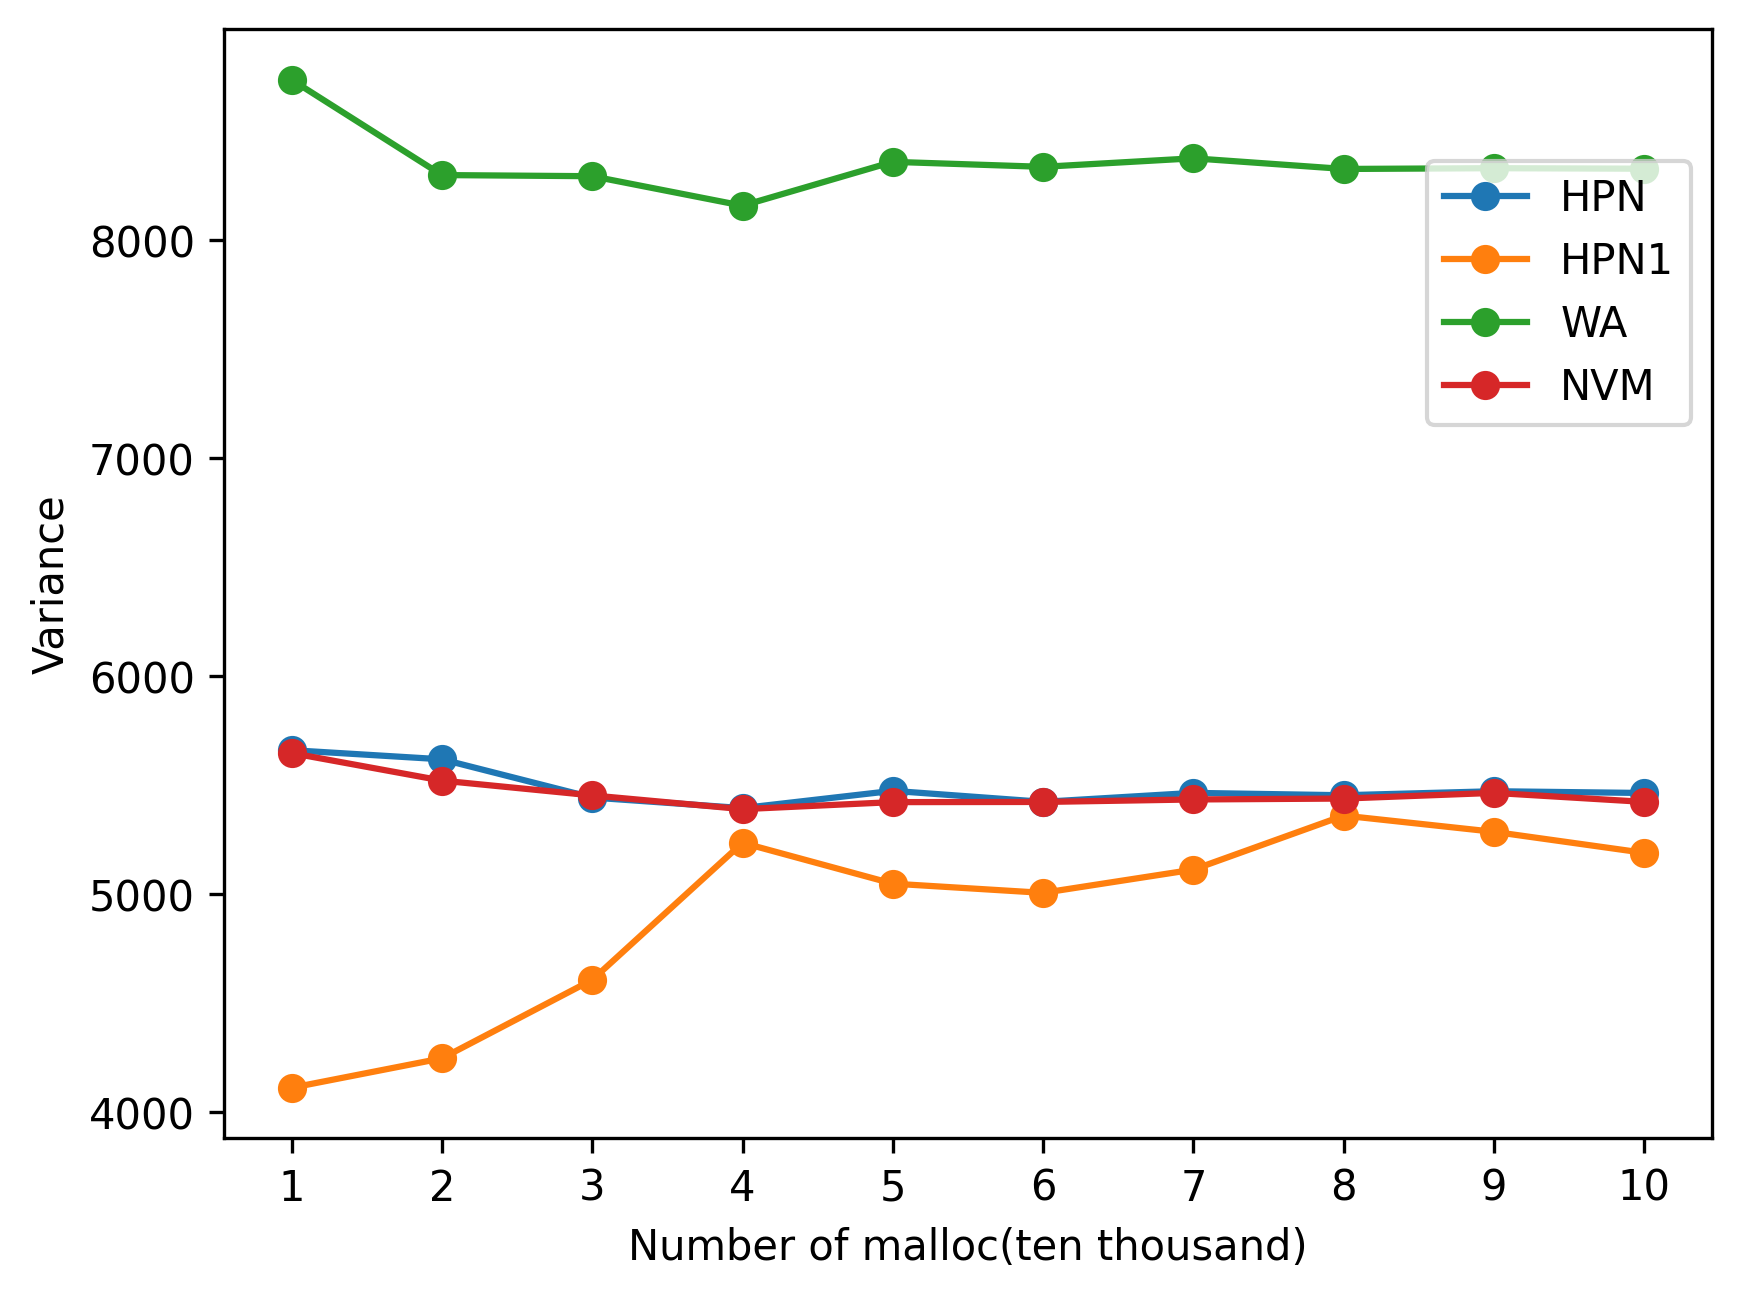 8000
7000
6000
5000
4000
Variance
1 2 3 4 5 6 7 8 9 10
Number of malloc(ten thousand)
HPN
HPN1
WA
NVM